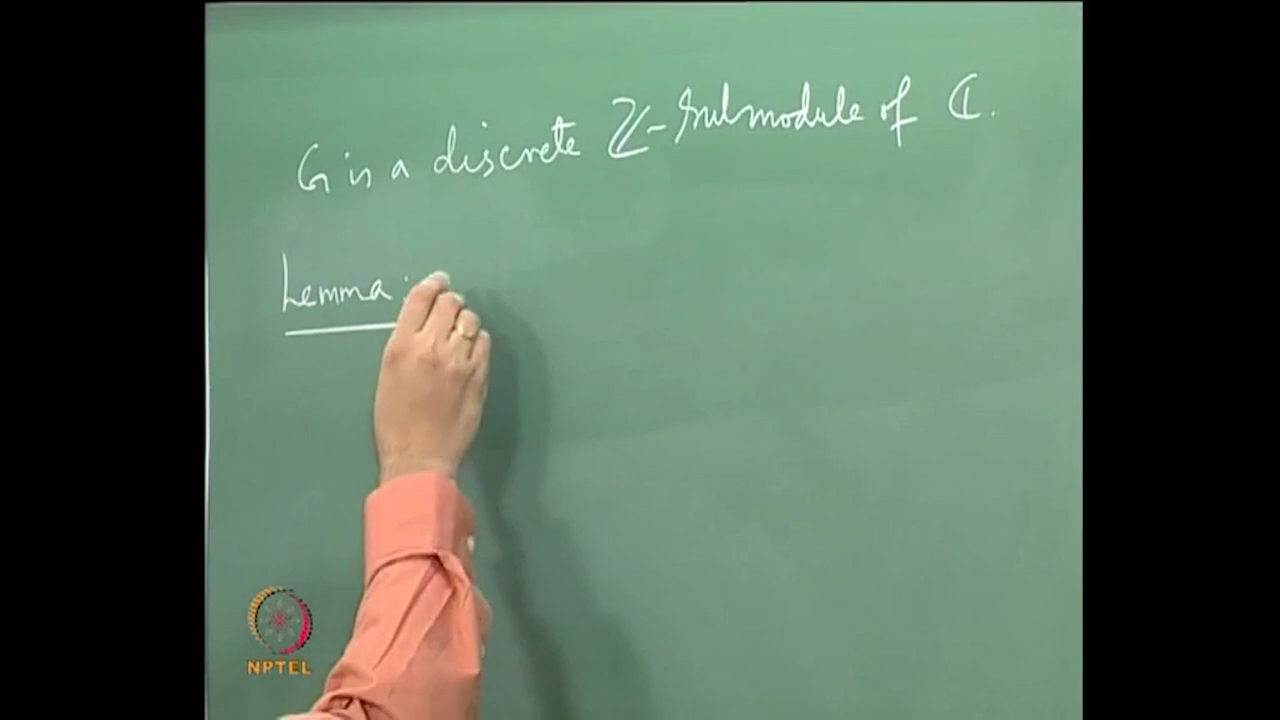 G is a discrete ℤ-submodule of ℂ.
Lemma :
NPTEL